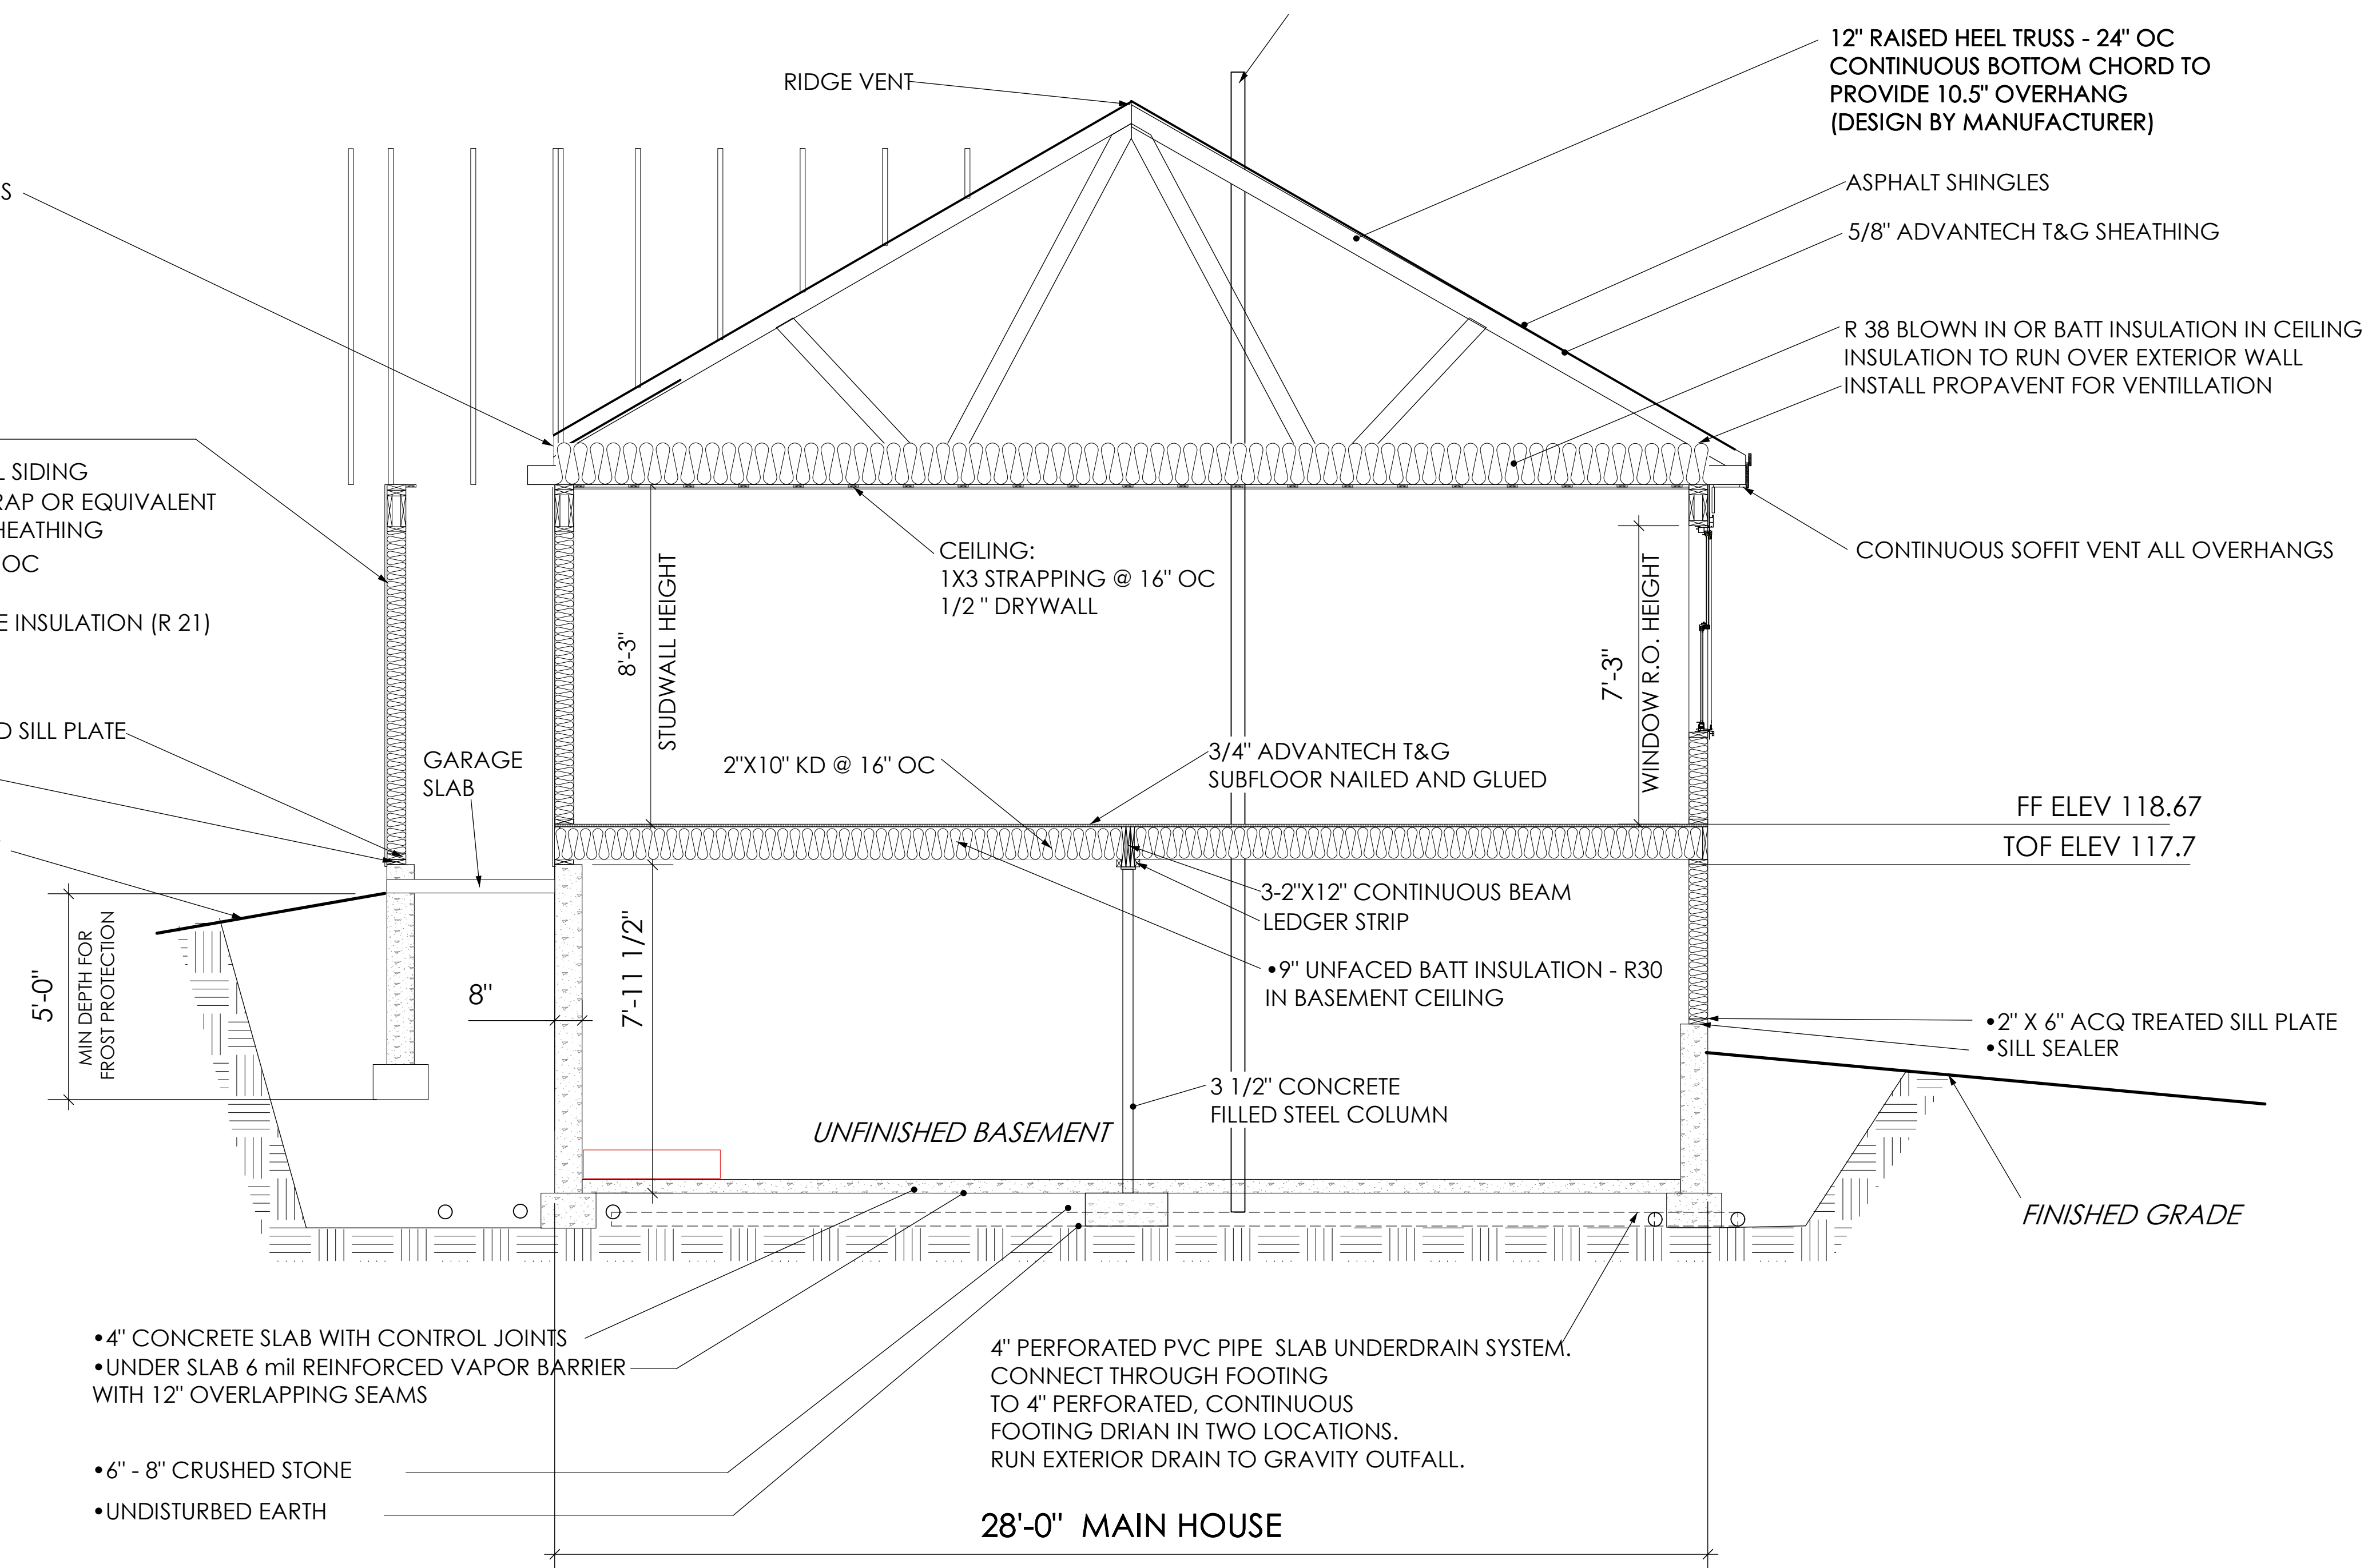 12" RAISED HEEL TRUSS - 24" OC
CONTINUOUS BOTTOM CHORD TO
PROVIDE 10.5" OVERHANG
(DESIGN BY MANUFACTURER)
RIDGE VENT
ASPHALT SHINGLES
S
5/8" ADVANTECH T&G SHEATHING
R 38 BLOWN IN OR BATT INSULATION IN CEILING
INSULATION TO RUN OVER EXTERIOR WALL
INSTALL PROPAVENT FOR VENTILLATION
L SIDING
RAP OR EQUIVALENT
HEATHING
OC
E INSULATION (R 21)
CEILING:
1X3 STRAPPING @ 16" OC
1/2 " DRYWALL
CONTINUOUS SOFFIT VENT ALL OVERHANGS
8'-3"
STUDWALL HEIGHT
7'-3"
WINDOW R.O. HEIGHT
D SILL PLATE
GARAGE
SLAB
2"X10" KD @ 16" OC
3/4" ADVANTECH T&G
SUBFLOOR NAILED AND GLUED
FF ELEV 118.67
TOF ELEV 117.7
3-2"X12" CONTINUOUS BEAM
LEDGER STRIP
•9" UNFACED BATT INSULATION - R30
IN BASEMENT CEILING
5'-0"
MIN DEPTH FOR
FROST PROTECTION
8"
7'-11 1/2"
•2" X 6" ACQ TREATED SILL PLATE
•SILL SEALER
3 1/2" CONCRETE
FILLED STEEL COLUMN
UNFINISHED BASEMENT
FINISHED GRADE
•4" CONCRETE SLAB WITH CONTROL JOINTS
•UNDER SLAB 6 mil REINFORCED VAPOR BARRIER
WITH 12" OVERLAPPING SEAMS
•6" - 8" CRUSHED STONE
•UNDISTURBED EARTH
4" PERFORATED PVC PIPE SLAB UNDERDRAIN SYSTEM.
CONNECT THROUGH FOOTING
TO 4" PERFORATED, CONTINUOUS
FOOTING DRIAN IN TWO LOCATIONS.
RUN EXTERIOR DRAIN TO GRAVITY OUTFALL.
28'-0" MAIN HOUSE